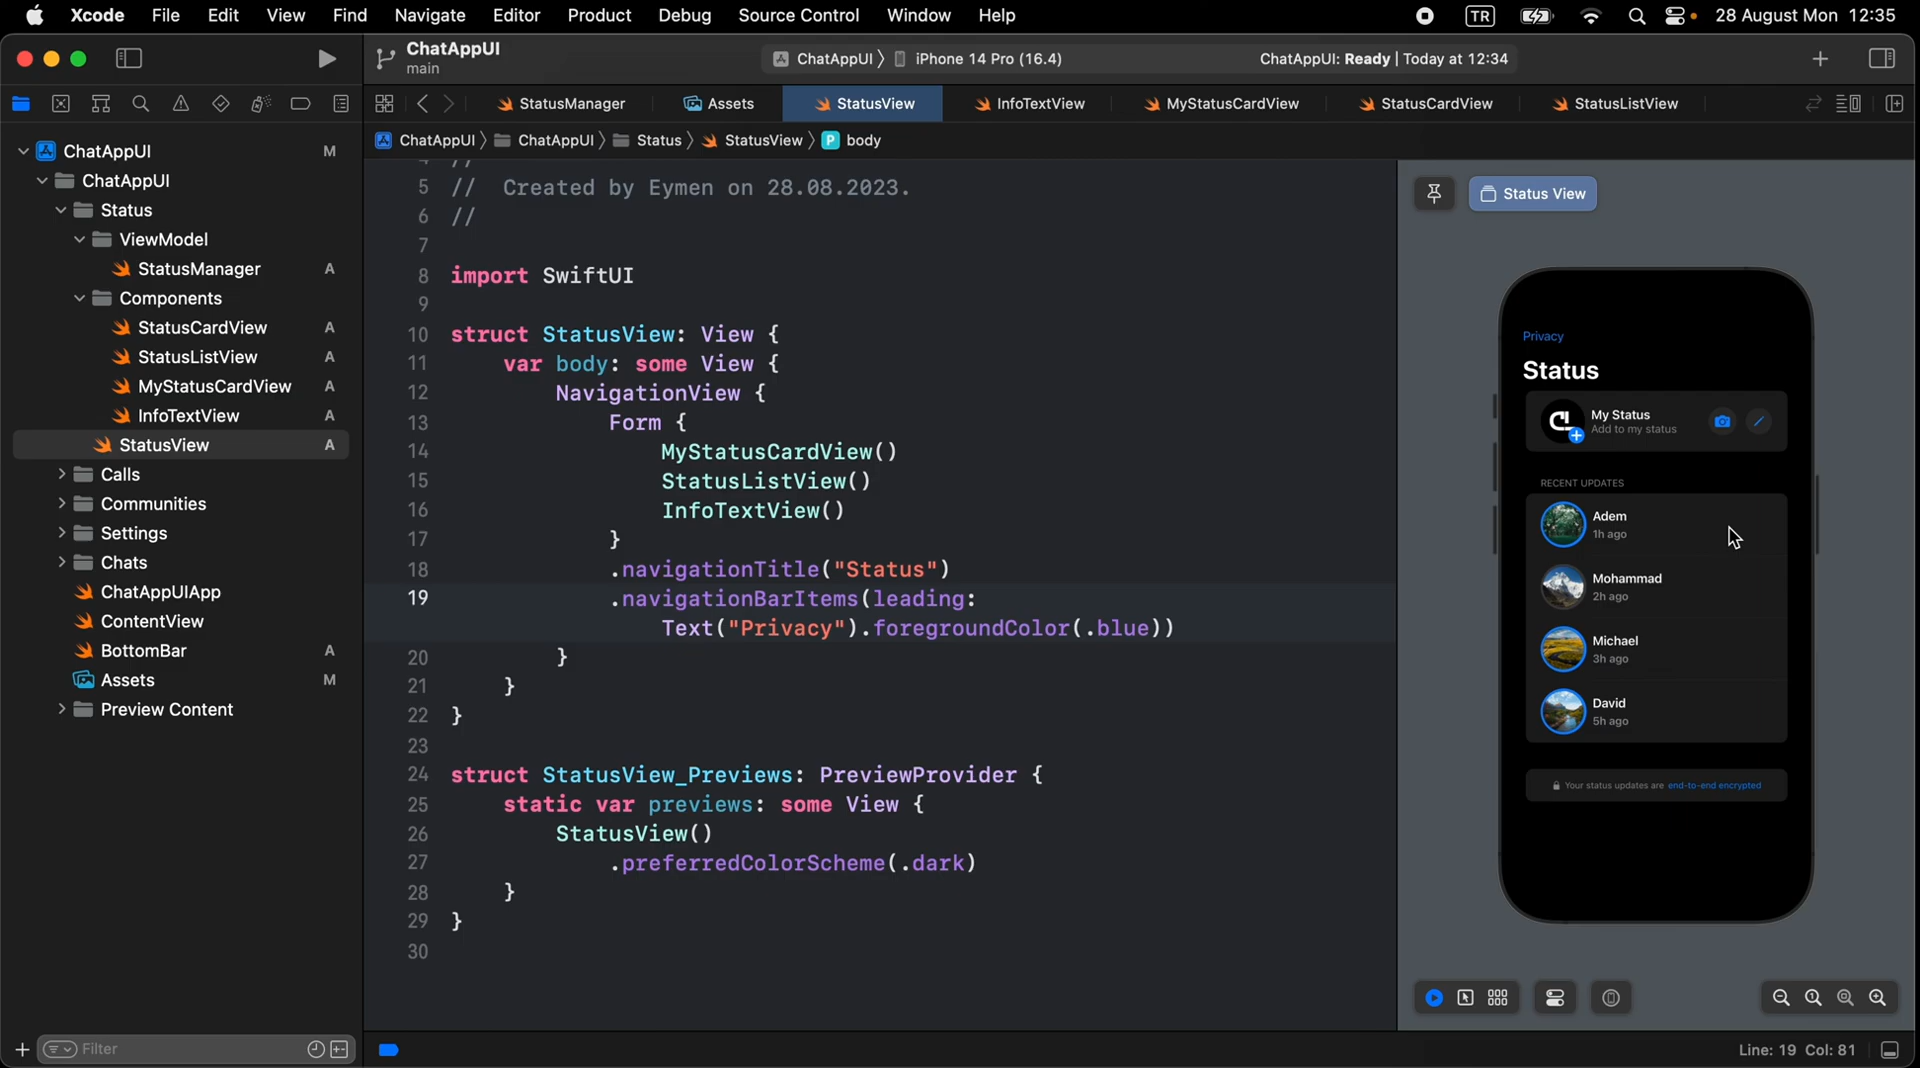 Xcode File Edit View Find Navigate Editor Product Debug Source Control Window Help TR 28 August Mon 12:35
ChatAppUI
main
ChatAppUI 〉 iPhone 14 Pro (16.4) ChatAppUI: Ready | Today at 12:34
StatusManager Assets StatusView InfoTextView MyStatusCardView StatusCardView StatusListView
ChatAppUI 〉 ChatAppUI 〉 Status 〉 StatusView 〉 P body
ChatAppUI M
ChatAppUI
Status
ViewModel
StatusManager A
Components
StatusCardView A
StatusListView A
MyStatusCardView A
InfoTextView A
StatusView A
Calls
Communities
Settings
Chats
ChatAppUIApp
ContentView
BottomBar A
Assets M
Preview Content
Filter
4 //
5 //  Created by Eymen on 28.08.2023.
6 //
7
8 import SwiftUI
9
10 struct StatusView: View {
11     var body: some View {
12         NavigationView {
13             Form {
14                 MyStatusCardView()
15                 StatusListView()
16                 InfoTextView()
17             }
18             .navigationTitle("Status")
19             .navigationBarItems(leading:
                Text("Privacy").foregroundColor(.blue))
20         }
21     }
22 }
23
24 struct StatusView_Previews: PreviewProvider {
25     static var previews: some View {
26         StatusView()
27             .preferredColorScheme(.dark)
28     }
29 }
30
Status View
Privacy
Status
My Status
Add to my status
RECENT UPDATES
Adem
1h ago
Mohammad
2h ago
Michael
3h ago
David
5h ago
Your status updates are end-to-end encrypted
Line: 19 Col: 81